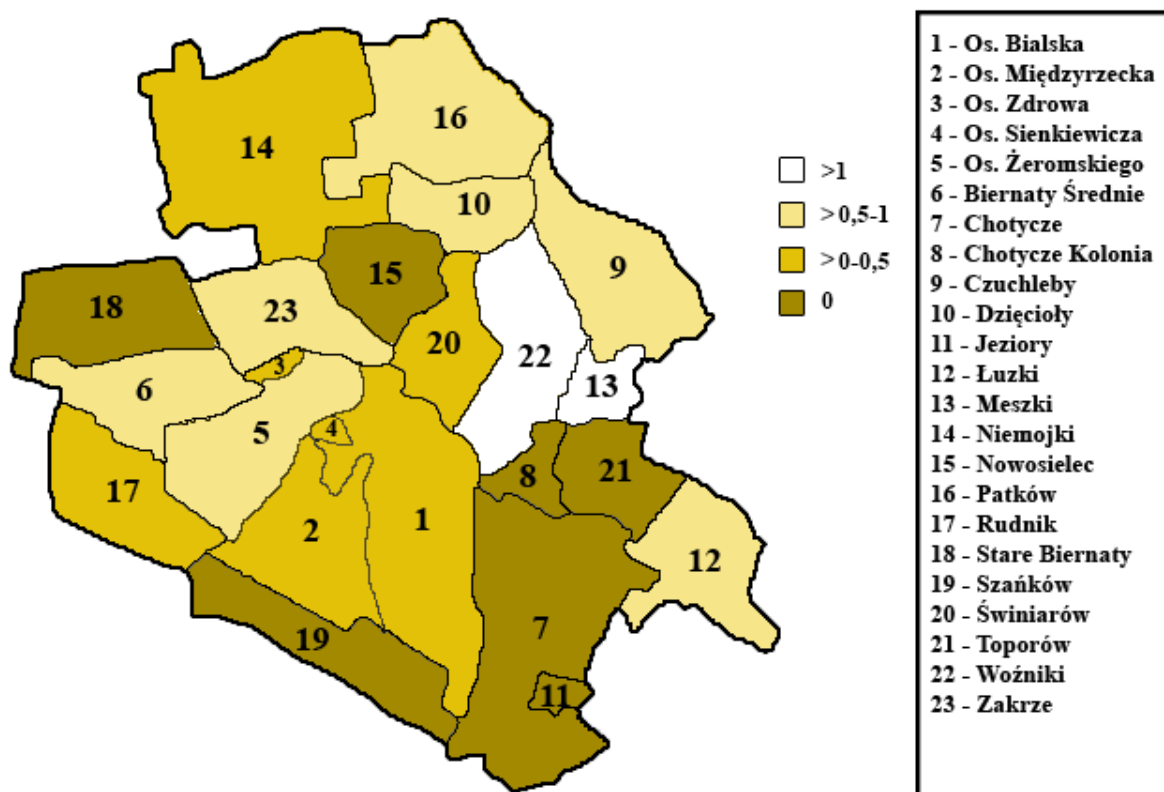 16
14
10
9
15
18
23
20
22
13
3
6
4
5
8
21
17
2
1
12
7
19
11
>1
>0,5-1
>0-0,5
0
1 - Os. Bialska
2 - Os. Międzyrzecka
3 - Os. Zdrowa
4 - Os. Sienkiewicza
5 - Os. Żeromskiego
6 - Biernaty Średnie
7 - Chotycze
8 - Chotycze Kolonia
9 - Czuchleby
10 - Dzięcioły
11 - Jeziory
12 - Łuzki
13 - Meszki
14 - Niemojki
15 - Nowosielec
16 - Patków
17 - Rudnik
18 - Stare Biernaty
19 - Szańków
20 - Świniarów
21 - Toporów
22 - Woźniki
23 - Zakrze